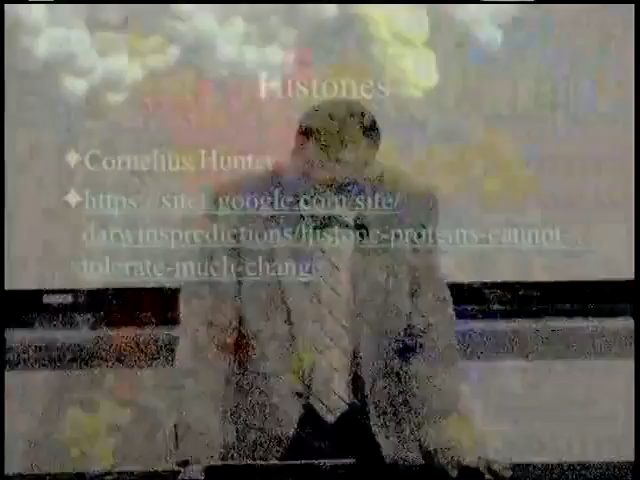 Histones
Cornelius Hunter
https://sites.google.com/site/
darwinspredictions/histone-proteins-cannot-
tolerate-much-change